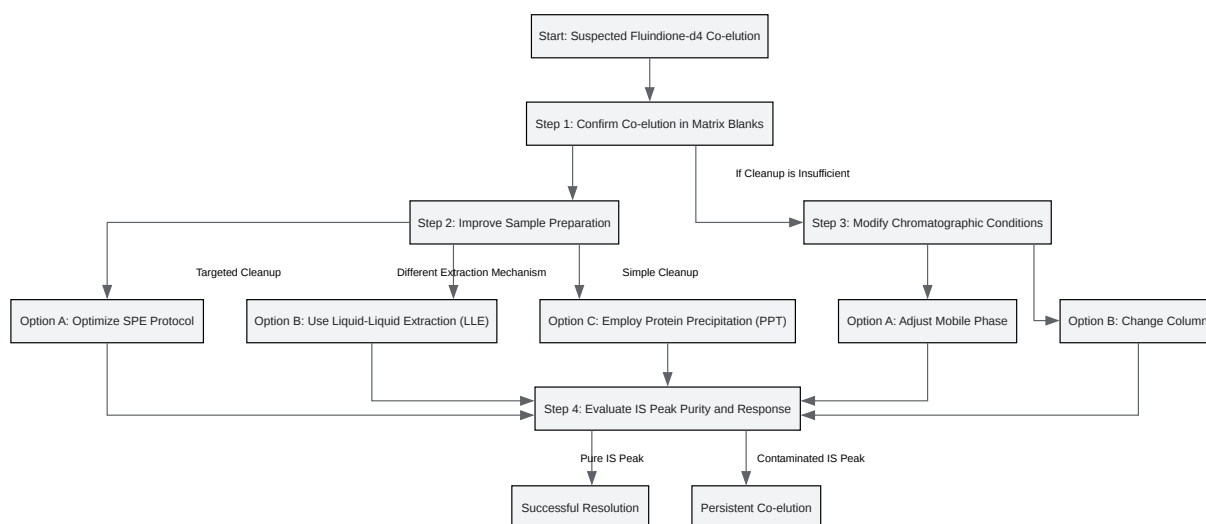 Start: Suspected Fluindione-d4 Co-elution
Step 1: Confirm Co-elution in Matrix Blanks
If Cleanup is Insufficient
Step 2: Improve Sample Preparation
Step 3: Modify Chromatographic Conditions
Targeted Cleanup
Different Extraction Mechanism
Simple Cleanup
Option A: Optimize SPE Protocol
Option B: Use Liquid-Liquid Extraction (LLE)
Option C: Employ Protein Precipitation (PPT)
Option A: Adjust Mobile Phase
Option B: Change Column
Step 4: Evaluate IS Peak Purity and Response
Pure IS Peak
Contaminated IS Peak
Successful Resolution
Persistent Co-elution